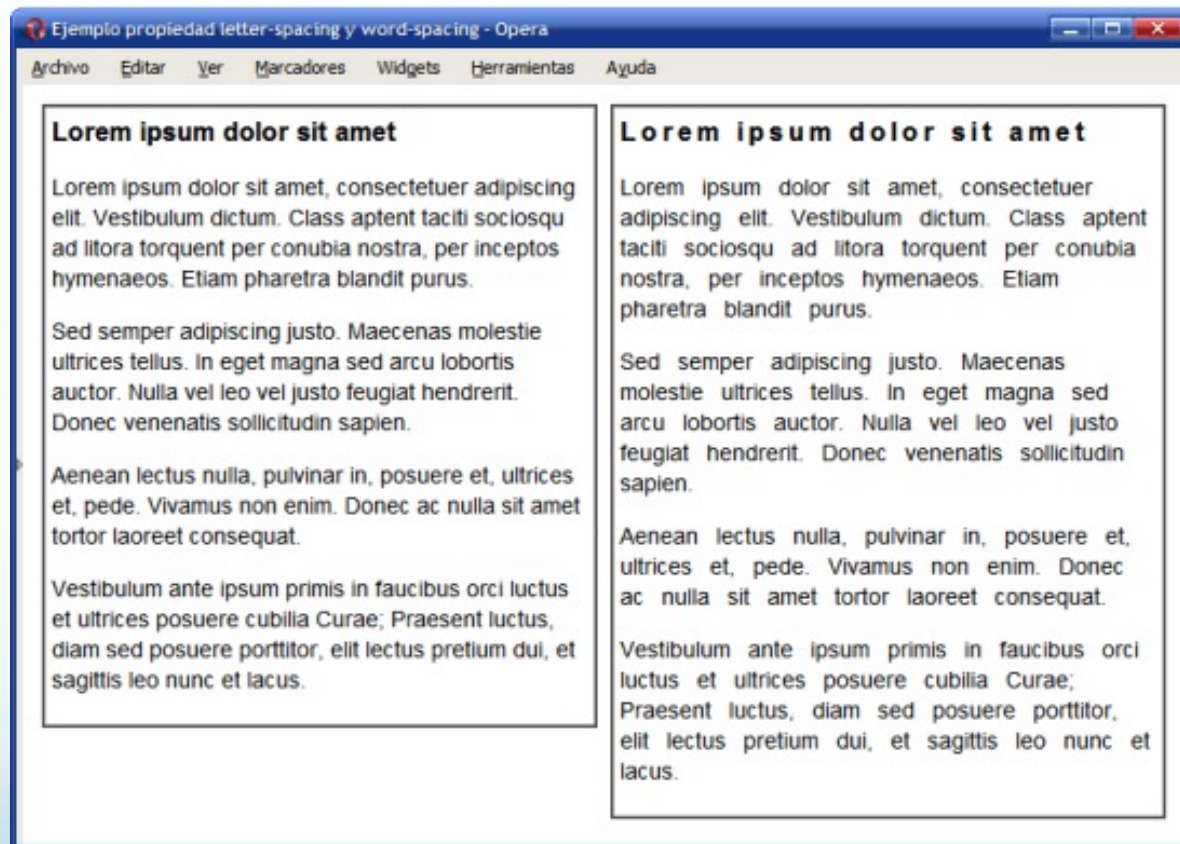 Ejemplo propiedad letter-spacing y word-spacing - Opera
Archivo Editar Ver Marcadores Widgets Herramientas Ayuda
Lorem ipsum dolor sit amet
Lorem ipsum dolor sit amet, consectetuer adipiscing
elit. Vestibulum dictum. Class aptent taciti sociosqu
ad litora torquent per conubia nostra, per inceptos
hymenaeos. Etiam pharetra blandit purus.
Sed semper adipiscing justo. Maecenas molestie
ultrices tellus. In eget magna sed arcu lobortis
auctor. Nulla vel leo vel justo feugiat hendrerit.
Donec venenatis sollicitudin sapien.
Aenean lectus nulla, pulvinar in, posuere et, ultrices
et, pede. Vivamus non enim. Donec ac nulla sit amet
tortor laoreet consequat.
Vestibulum ante ipsum primis in faucibus orci luctus
et ultrices posuere cubilia Curae; Praesent luctus,
diam sed posuere porttitor, elit lectus pretium dui, et
sagittis leo nunc et lacus.
Lorem ipsum dolor sit amet
Lorem ipsum dolor sit amet, consectetuer
adipiscing elit. Vestibulum dictum. Class aptent
taciti sociosqu ad litora torquent per conubia
nostra, per inceptos hymenaeos. Etiam
pharetra blandit purus.
Sed semper adipiscing justo. Maecenas
molestie ultrices tellus. In eget magna sed
arcu lobortis auctor. Nulla vel leo vel justo
feugiat hendrerit. Donec venenatis sollicitudin
sapien.
Aenean lectus nulla, pulvinar in, posuere et,
ultrices et, pede. Vivamus non enim. Donec
ac nulla sit amet tortor laoreet consequat.
Vestibulum ante ipsum primis in faucibus orci
luctus et ultrices posuere cubilia Curae;
Praesent luctus, diam sed posuere porttitor,
elit lectus pretium dui, et sagittis leo nunc et
lacus.